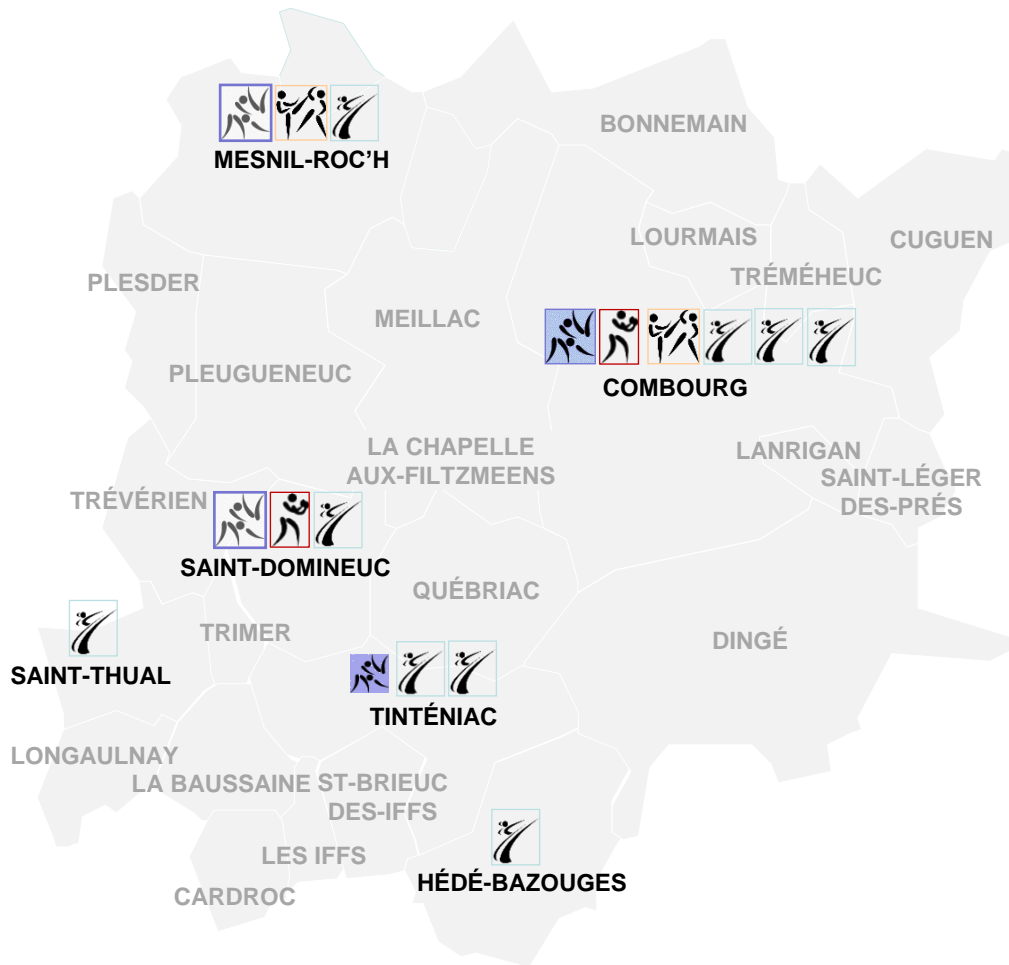 BONNEMAIN
MESNIL-ROC’H
LOURMAIS
CUGUEN
TRÉMÉHEUC
PLESDER
MEILLAC
PLEUGUENEUC
COMBOURG
LA CHAPELLE
AUX-FILTZMEENS
LANRIGAN
SAINT-LÉGER
DES-PRÉS
TRÉVÉRIEN
SAINT-DOMINEUC
QUÉBRIAC
TRIMER
DINGÉ
SAINT-THUAL
TINTÉNIAC
LONGAULNAY
LA BAUSSAINE
ST-BRIEUC
DES-IFFS
LES IFFS
HÉDÉ-BAZOUGES
CARDROC